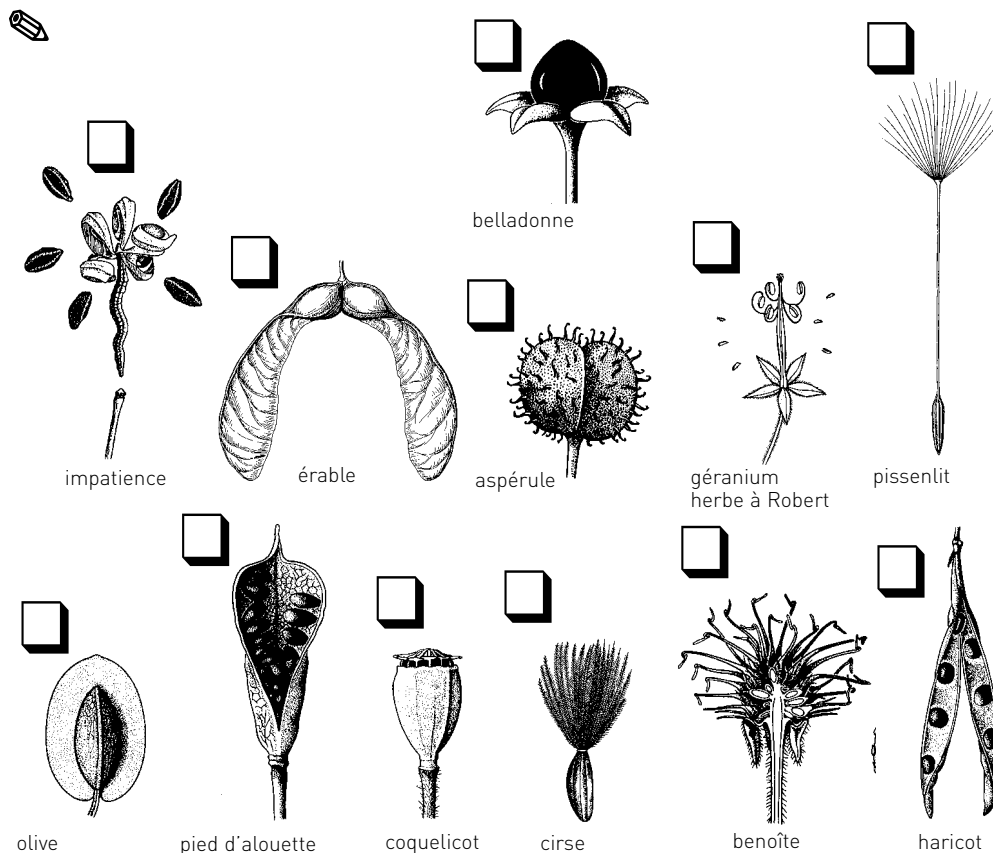 belladonne
impatience
érable
aspérule
géranium
herbe à Robert
pissenlit
olive
pied d'alouette
coquelicot
cirse
benoîte
haricot